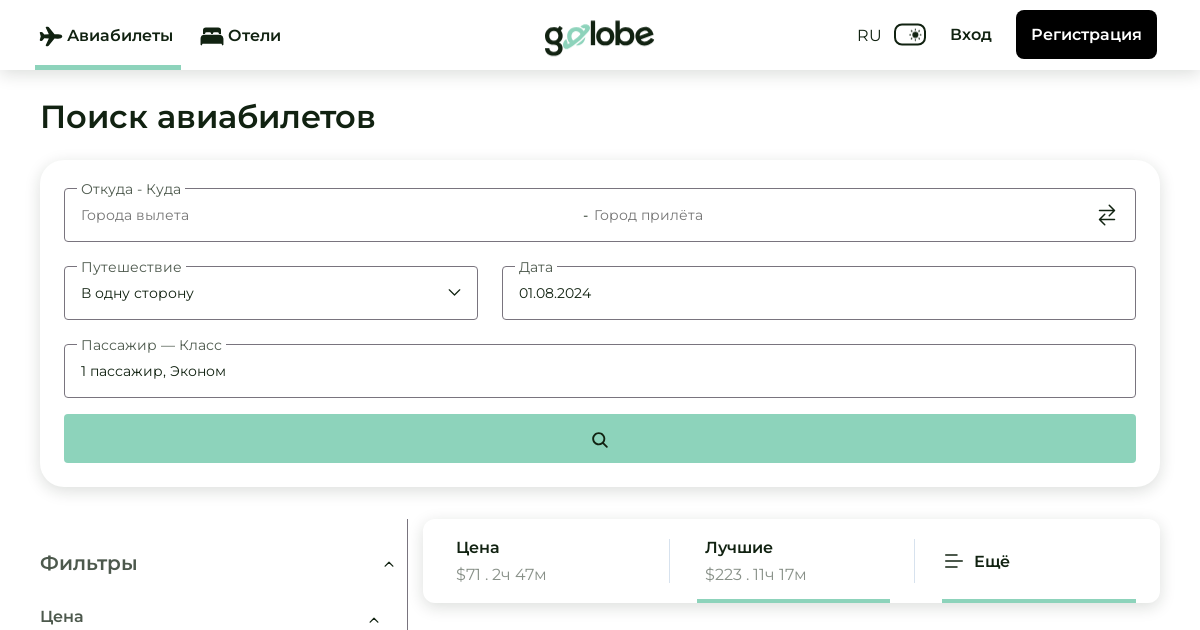 Авиабилеты Отели golobe RU Вход Регистрация
Поиск авиабилетов
Откуда - Куда
Города вылета - Город прилёта
Путешествие Дата
В одну сторону 01.08.2024
Пассажир — Класс
1 пассажир, Эконом
Фильтры
Цена
Цена Лучшие Ещё
$71 . 2ч 47м $223 . 11ч 17м